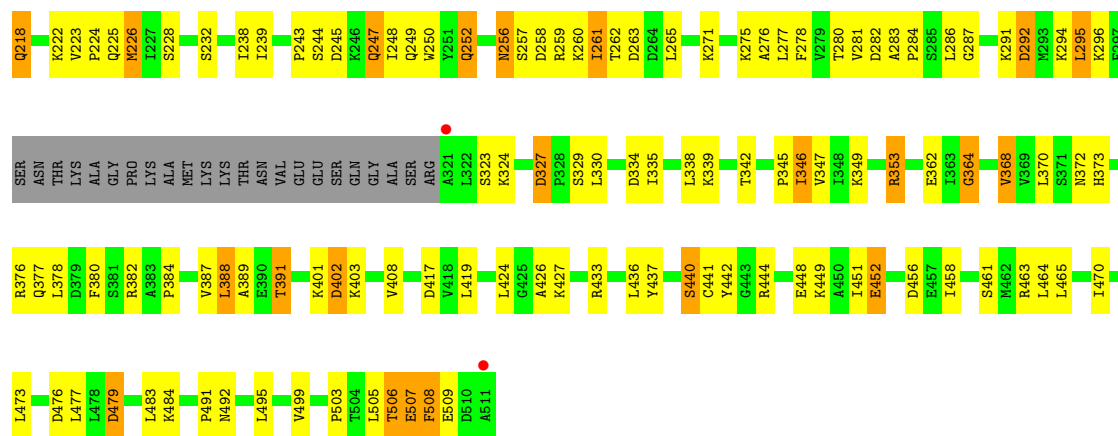 Q218 K222 V223 P224 Q225 M226 I227 S228 S232 I238 I239 P243 S244 D245 K246 Q247 I248 Q249 W250 Y251 Q252 N256 S257 D258 R259 K260 I261 T262 D263 D264 L265 K271 K275 A276 L277 F278 V279 T280 V281 D282 A283 P284 S285 L286 G287 K291 D292 M293 K294 L295 K296 E297
SER ASN THR LYS ALA GLY PRO LYS ALA MET LYS LYS THR ASN VAL GLU GLU SER GLN GLY ALA SER ARG A321 L322 S323 K324 D327 P328 S329 L330 D334 I335 L338 K339 T342 P345 I346 V347 I348 K349 R353 E362 I363 G364 V368 V369 L370 S371 N372 H373
R376 Q377 L378 D379 F380 S381 R382 A383 P384 V387 L388 A389 E390 T391 K401 D402 K403 V408 D417 V418 L419 L424 G425 A426 K427 R433 L436 Y437 S440 C441 Y442 G443 R444 E448 K449 A450 I451 E452 D456 E457 I458 S461 M462 R463 L464 L465 I470
L473 D476 L477 L478 D479 L483 K484 P491 N492 L495 V499 P503 T504 L505 T506 E507 F508 E509 D510 A511